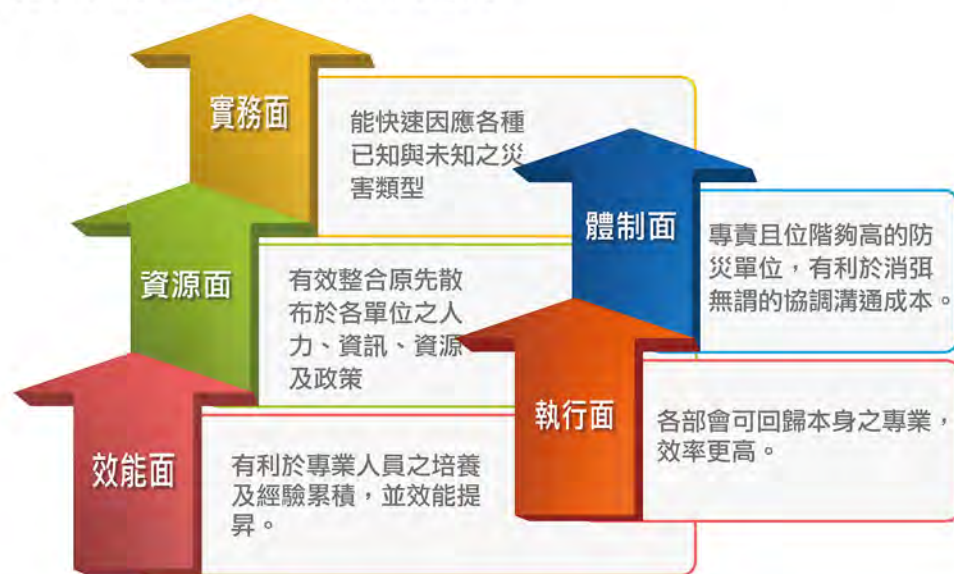 實務面
能快速因應各種
已知與未知之災
害類型
資源面
有效整合原先散
布於各單位之人
力、資訊、資源
及政策
效能面
有利於專業人員之培養
及經驗累積，並效能提
昇。
體制面
專責且位階夠高的防
災單位，有利於消弭
無謂的協調溝通成本。
執行面
各部會可回歸本身之專業，
效率更高。